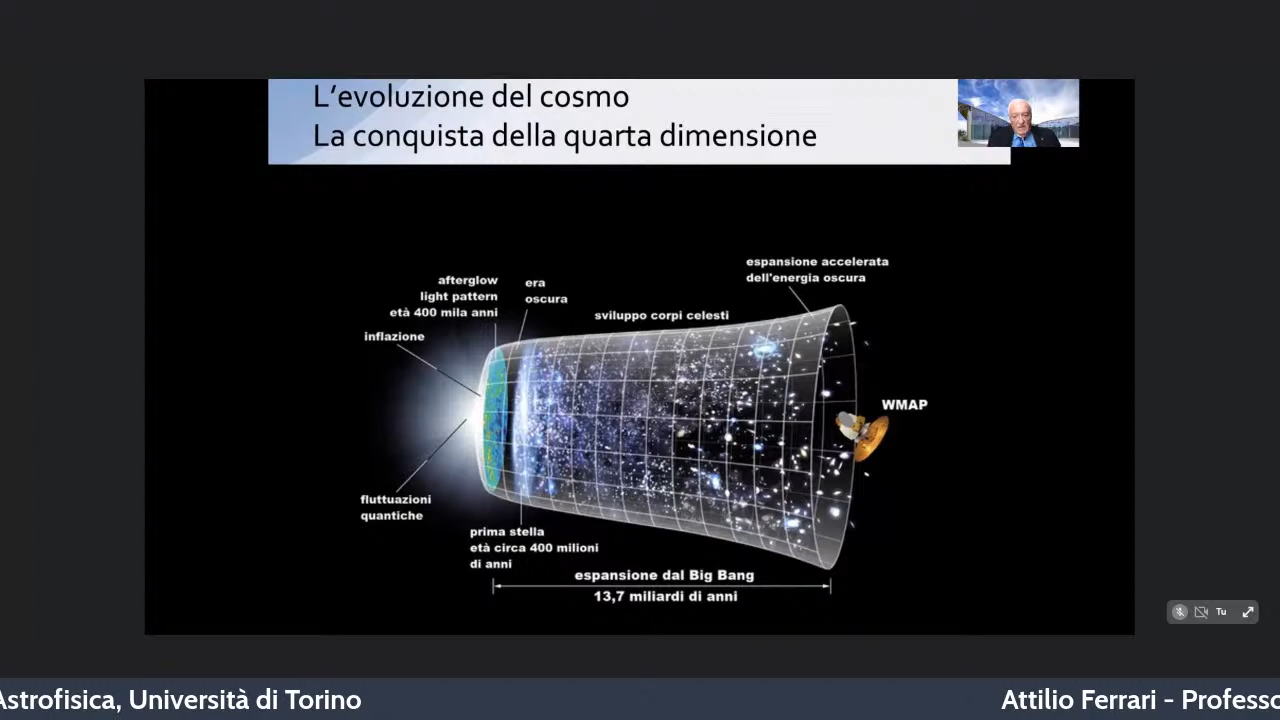 L'evoluzione del cosmo
La conquista della quarta dimensione
espansione accelerata
dell'energia oscura
afterglow
light pattern
età 400 mila anni
era
oscura
sviluppo corpi celesti
inflazione
WMAP
fluttuazioni
quantiche
prima stella
età circa 400 milioni
di anni
espansione dal Big Bang
13,7 miliardi di anni
Tu
Astrofisica, Università di Torino
Attilio Ferrari - Professo